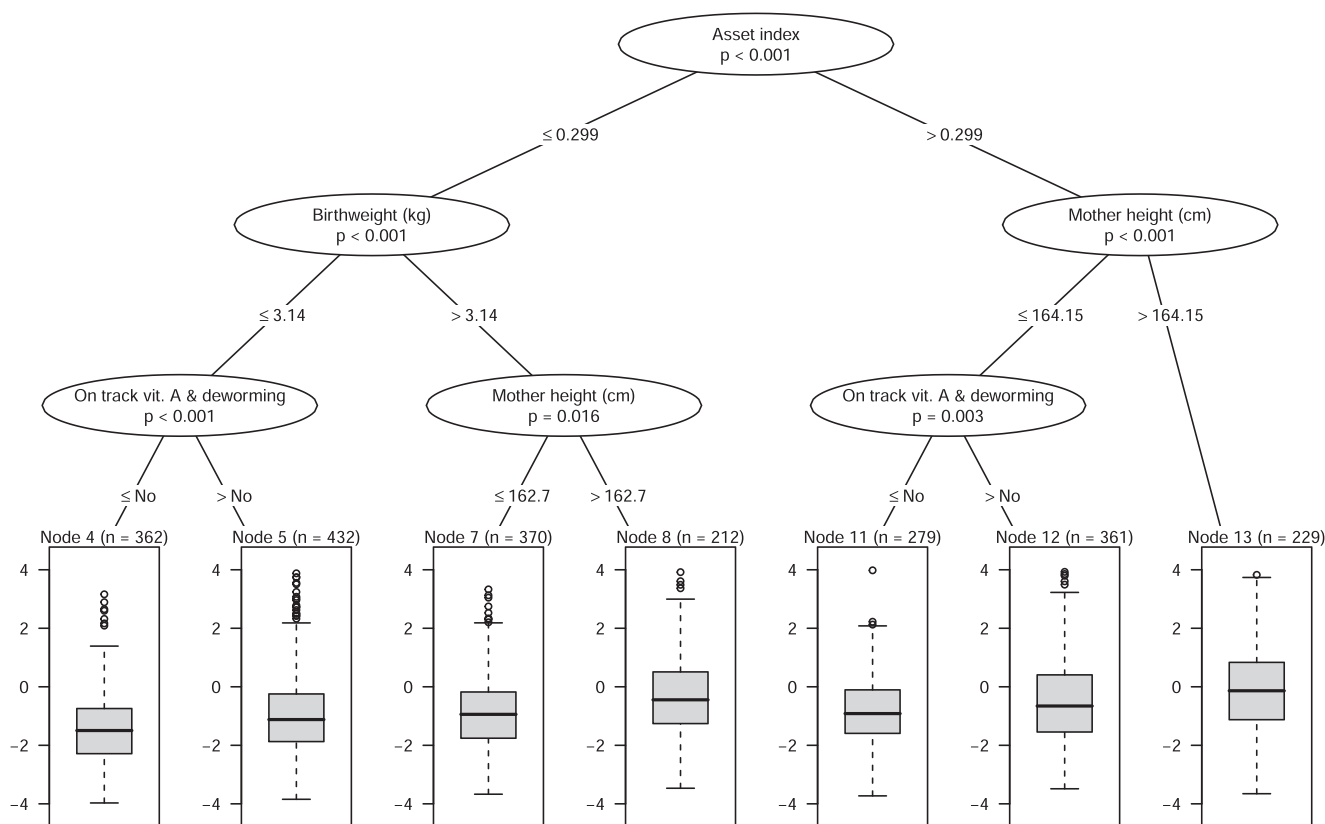 Asset index
p < 0.001
≤ 0.299
> 0.299
Birthweight (kg)
p < 0.001
Mother height (cm)
p < 0.001
≤ 3.14
> 3.14
≤ 164.15
> 164.15
On track vit. A & deworming
p < 0.001
Mother height (cm)
p = 0.016
On track vit. A & deworming
p = 0.003
≤ No
> No
≤ 162.7
> 162.7
≤ No
> No
Node 4 (n = 362)
4
2
0
−2
−4
Node 5 (n = 432)
4
2
0
−2
−4
Node 7 (n = 370)
4
2
0
−2
−4
Node 8 (n = 212)
4
2
0
−2
−4
Node 11 (n = 279)
4
2
0
−2
−4
Node 12 (n = 361)
4
2
0
−2
−4
Node 13 (n = 229)
4
2
0
−2
−4